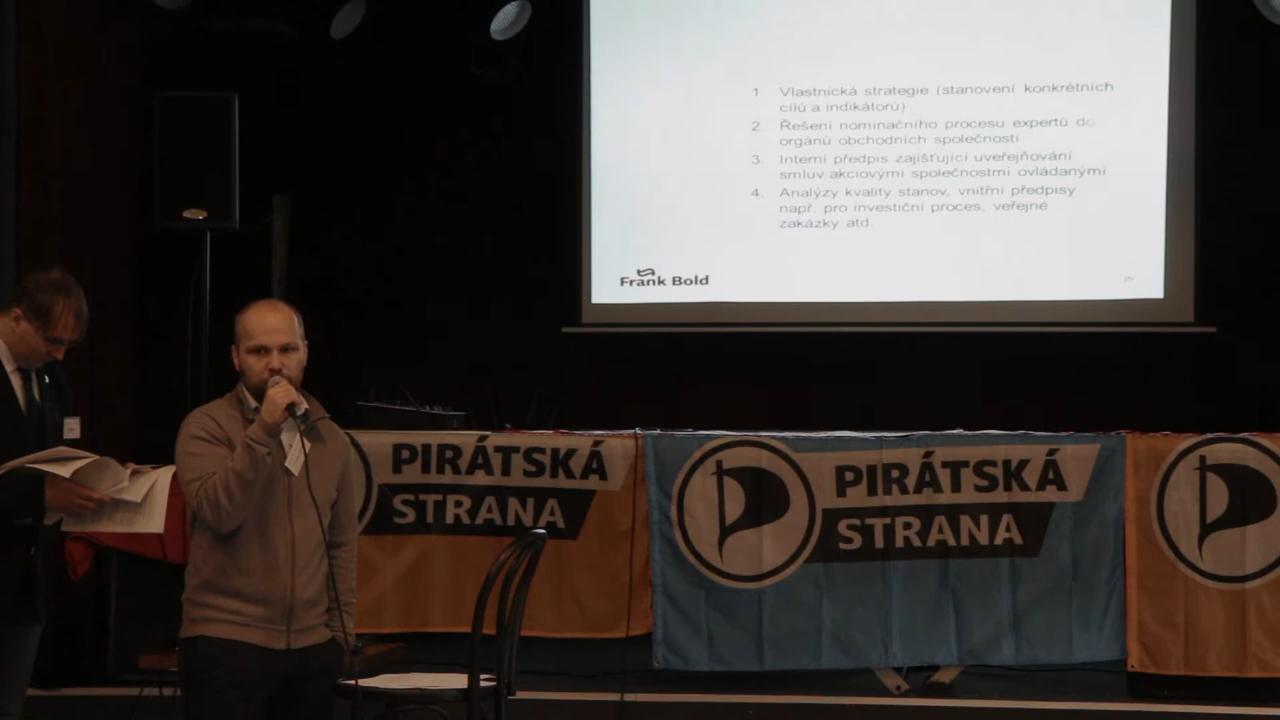 1 Vlastnická strategie (stanovení konkrétních
cílů a indikátorů)
2. Řešení nominačního procesu expertů do
orgánů obchodních společností
3. Interní předpis zajišťující uveřejňování
smluv akciovými společnostmi ovládanými
4. Analýzy kvality stanov, vnitřní předpisy
např. pro investiční proces, veřejné
zakázky atd.
Frank Bold
PIRÁTSKÁ
STRANA
PIRÁTSKÁ
STRANA